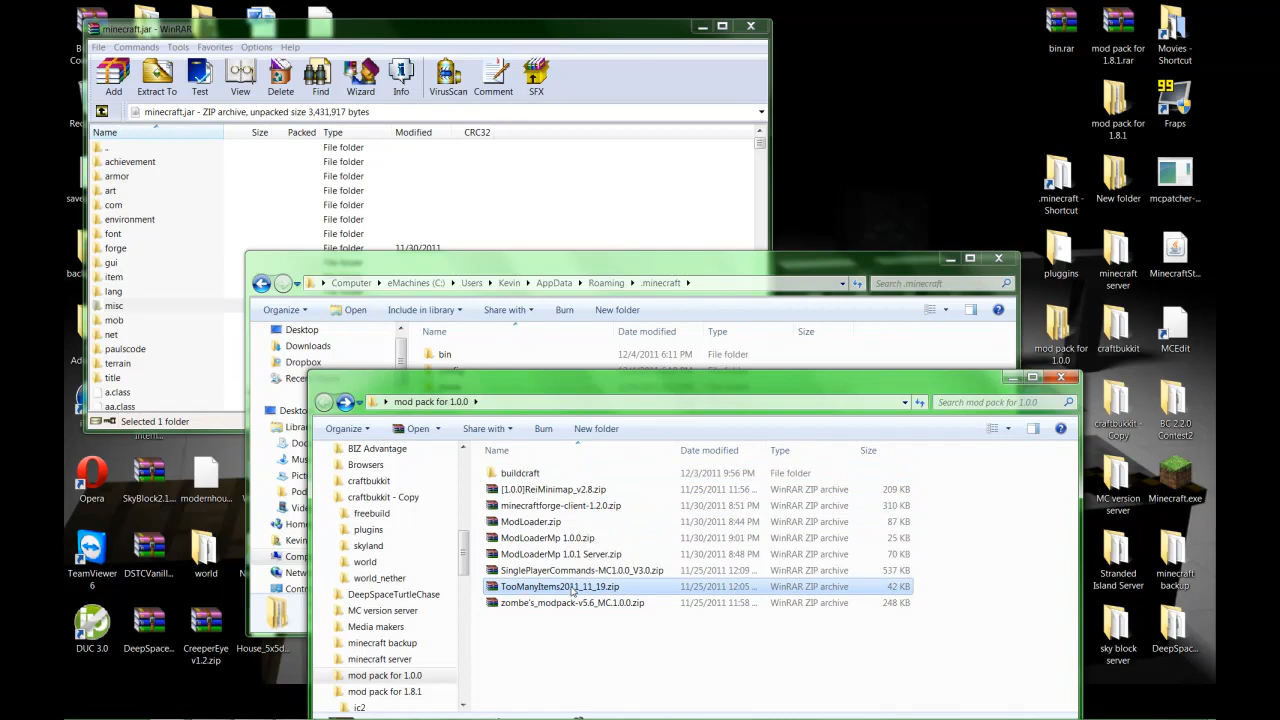 minecraft.jar - WinRAR
File Commands Tools Favorites Options Help
Add Extract To Test View Delete Find Wizard Info VirusScan Comment SFX
minecraft.jar - ZIP archive, unpacked size 3,431,917 bytes
Name Size Packed Type Modified CRC32
.. File folder
achievement File folder
armor File folder
art File folder
com File folder
environment File folder
font File folder
forge File folder 11/30/2011
gui
item
lang
misc
mob
net
paulscode
terrain
title
a.class
aa.class
Selected 1 folder
Computer eMachines (C:) Users Kevin AppData Roaming .minecraft
Search .minecraft
Organize Open Include in library Share with Burn New folder
Desktop
Downloads
Dropbox
Name Date modified Type Size
bin 12/4/2011 6:11 PM File folder
mod pack for 1.0.0
Search mod pack for 1.0.0
Organize Open Share with Burn New folder
BIZ Advantage
Browsers
craftbukkit
craftbukkit - Copy
freebuild
plugins
skyland
world
world_nether
DeepSpaceTurtleChase
MC version server
Media makers
minecraft backup
minecraft server
mod pack for 1.0.0
mod pack for 1.8.1
ic2
Name Date modified Type Size
buildcraft 12/3/2011 9:56 PM File folder
[1.0.0]ReiMinimap_v2.8.zip 11/25/2011 11:56 ... WinRAR ZIP archive 209 KB
minecraftforge-client-1.2.0.zip 11/30/2011 8:51 PM WinRAR ZIP archive 310 KB
ModLoader.zip 11/30/2011 8:44 PM WinRAR ZIP archive 87 KB
ModLoaderMp 1.0.0.zip 11/30/2011 9:01 PM WinRAR ZIP archive 25 KB
ModLoaderMp 1.0.1 Server.zip 11/30/2011 8:48 PM WinRAR ZIP archive 70 KB
SinglePlayerCommands-MC1.0.0_V3.0.zip 11/25/2011 12:09 ... WinRAR ZIP archive 537 KB
TooManyItems2011_11_19.zip 11/25/2011 12:05 ... WinRAR ZIP archive 42 KB
zombe's_modpack-v5.6_MC.1.0.0.zip 11/25/2011 11:58 ... WinRAR ZIP archive 248 KB
bin.rar
mod pack for 1.8.1.rar
Movies - Shortcut
mod pack for 1.8.1
99
Fraps
.minecraft - Shortcut
New folder
mcpatcher-...
pluggins
minecraft server
MinecraftSt...
mod pack for 1.0.0
craftbukkit
MCEdit
craftbukkit - Copy
BC 2.2.0 Contest2
MC version server
Minecraft.exe
Stranded Island Server
minecraft backup
sky block server
DeepSpac...
Opera
SkyBlock2.1...
modernhou...
TeamViewer 6
DSTCVanill...
world
DUC 3.0
DeepSpace...
CreeperEye v1.2.zip
House_5x5d...